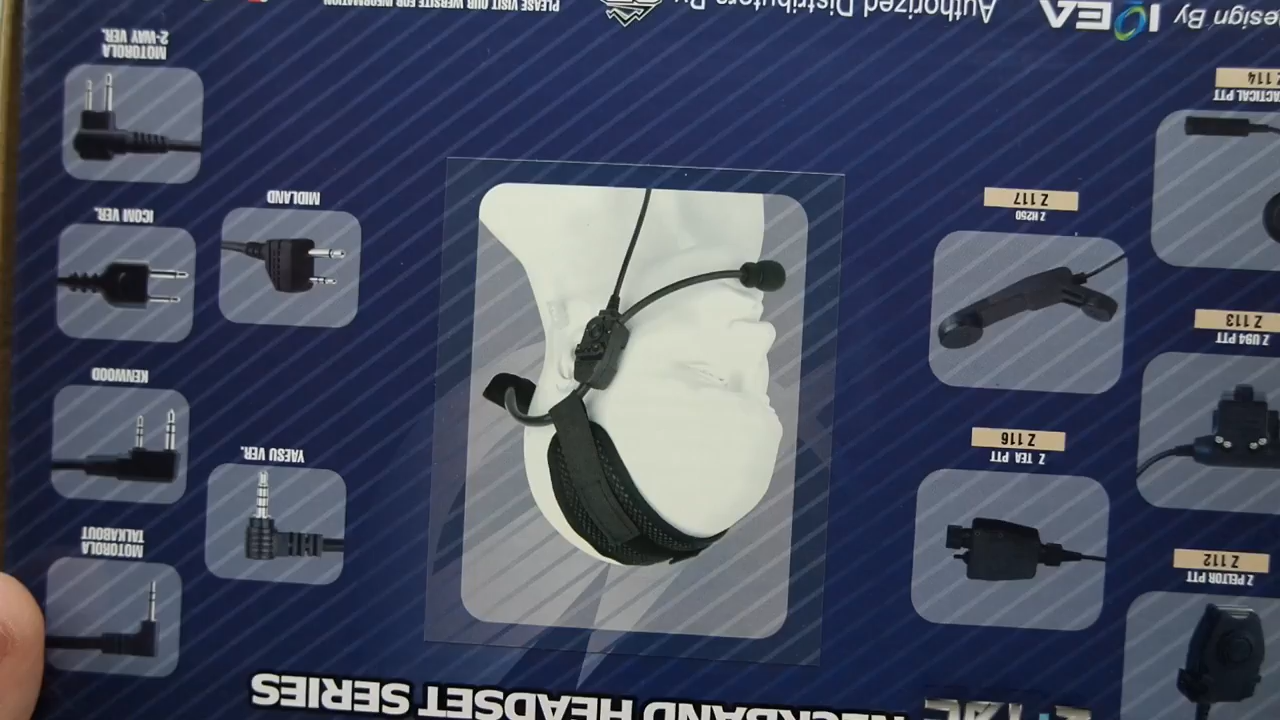 Z-TAC NECKBAND HEADSET SERIES
Z PELTOR PTT
Z 112
Z TEA PTT
Z 116
Z U94 PTT
Z 113
Z H250
Z 117
TACTICAL PTT
Z 114
MOTOROLA
TALKABOUT
YAESU VER.
KENWOOD
MIDLAND
ICOM VER.
MOTOROLA
2-WAY VER.
Design By
Authorized Distributors By
PLEASE VISIT OUR WEBSITE FOR INFORMATION